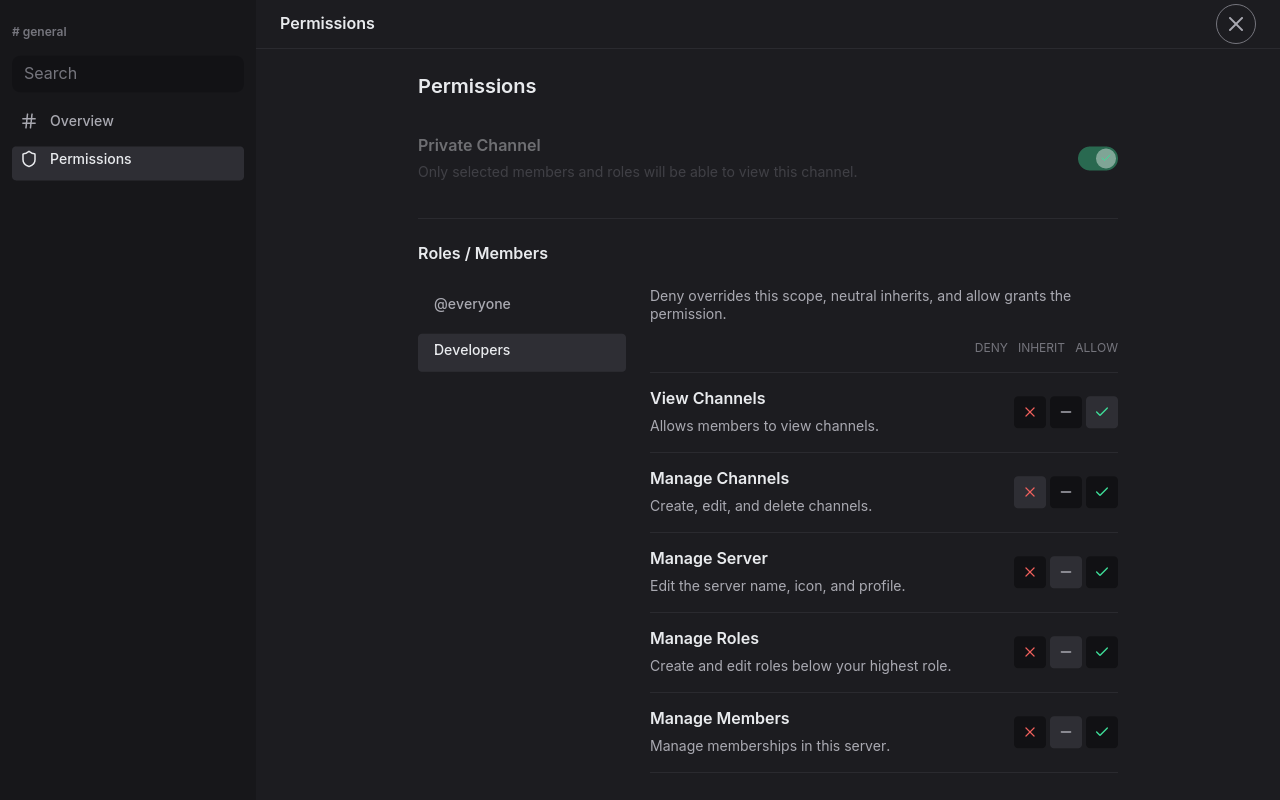 # general
Search
Overview
Permissions
Permissions
Permissions
Private Channel
Only selected members and roles will be able to view this channel.
Roles / Members
@everyone
Developers
Deny overrides this scope, neutral inherits, and allow grants the
permission.
DENY INHERIT ALLOW
View Channels
Allows members to view channels.
Manage Channels
Create, edit, and delete channels.
Manage Server
Edit the server name, icon, and profile.
Manage Roles
Create and edit roles below your highest role.
Manage Members
Manage memberships in this server.